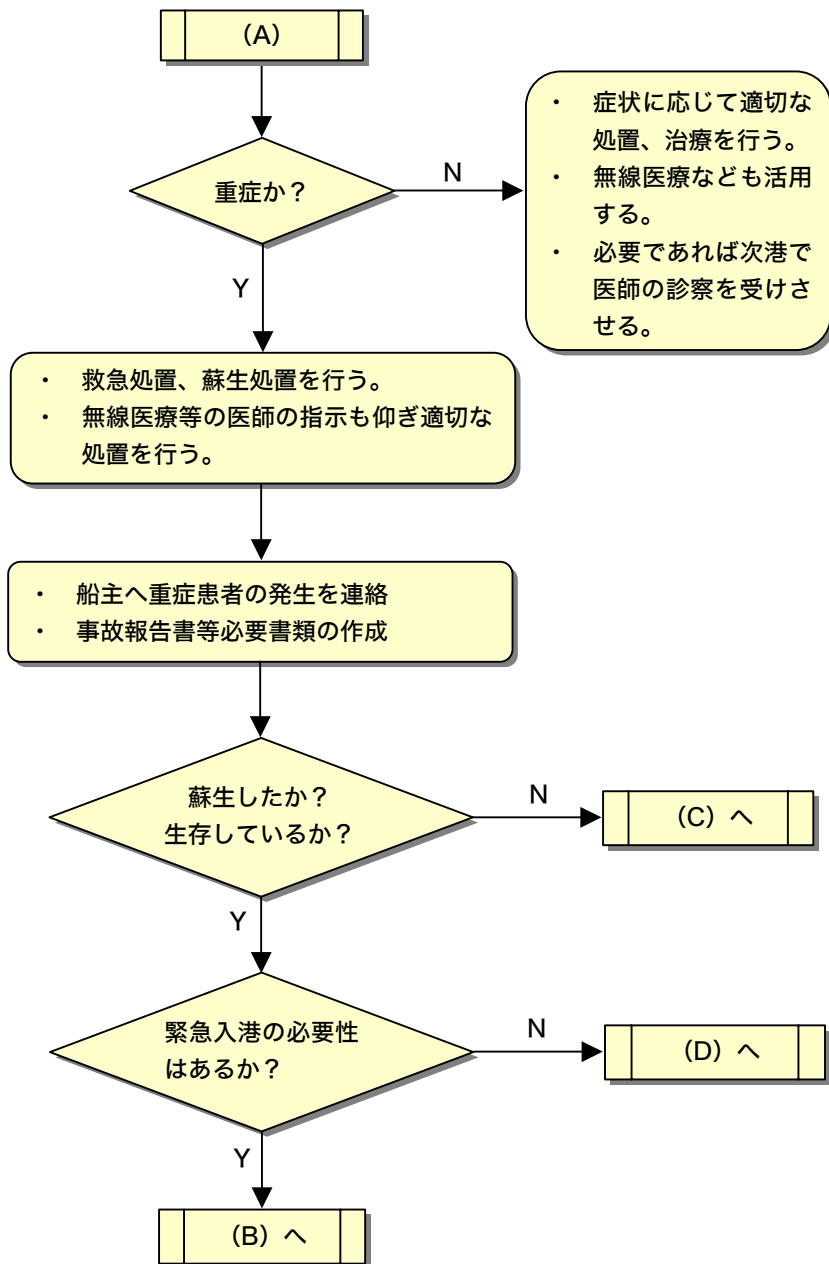 (A)
重症か？
N
・ 症状に応じて適切な
処置、治療を行う。
・ 無線医療なども活用
する。
・ 必要であれば次港で
医師の診察を受けさ
せる。
Y
・ 救急処置、蘇生処置を行う。
・ 無線医療等の医師の指示も仰ぎ適切な
処置を行う。
・ 船主へ重症患者の発生を連絡
・ 事故報告書等必要書類の作成
蘇生したか？
生存しているか？
N
(C) へ
Y
緊急入港の必要性
はあるか？
N
(D) へ
Y
(B) へ